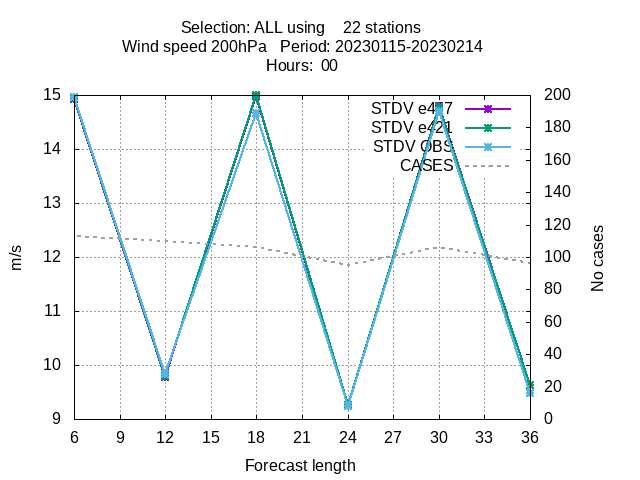 Selection: ALL using 22 stations
Wind speed 200hPa Period: 20230115-20230214
Hours: 00
15 200
STDV
STDV
STDV OBS
CASES
180
14 160
140
13
120
12 100
80
11
60
10 40
20
9 0
m/s
No cases
6 9 12 15 18 21 24 27 30 33 36
Forecast length